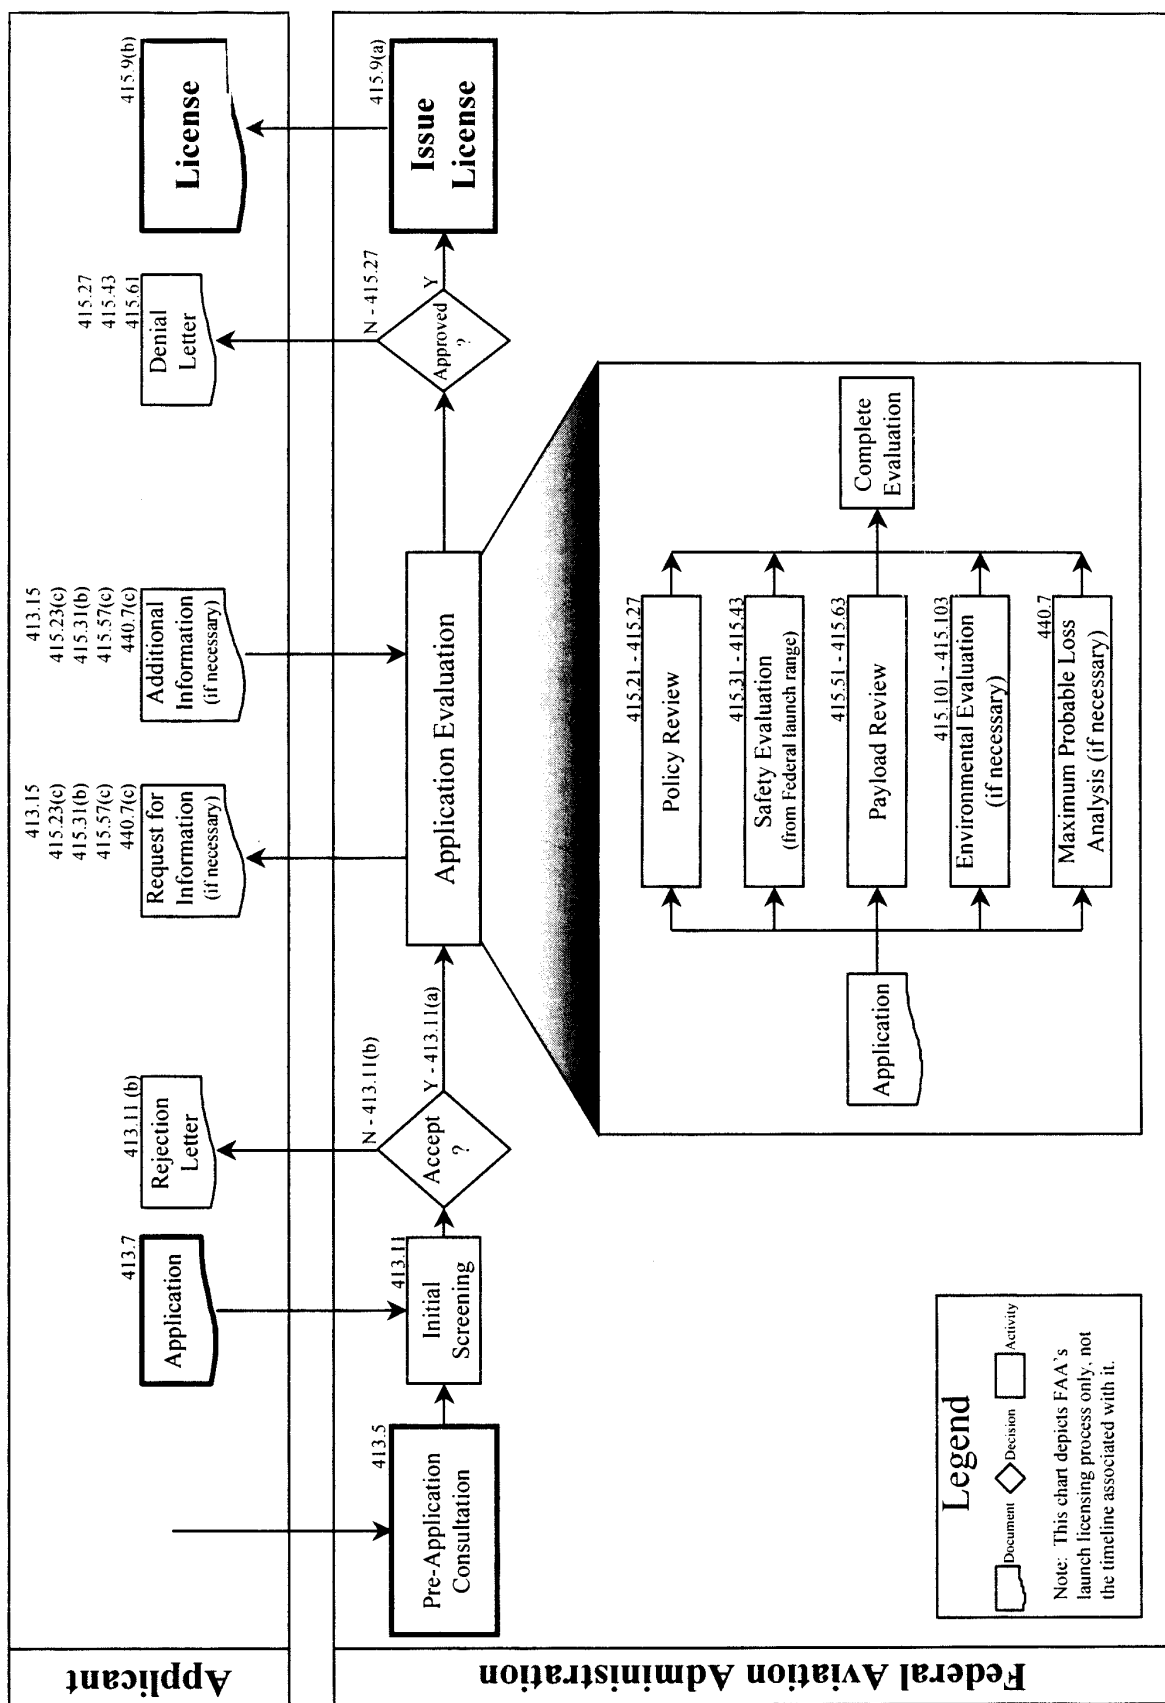 Applicant
413.7
Application
413.11 (b)
Rejection
Letter
413.15
415.23(c)
415.31(b)
415.57(c)
440.7(c)
Request for
Information
(if necessary)
413.15
415.23(c)
415.31(b)
415.57(c)
440.7(c)
Additional
Information
(if necessary)
415.27
415.43
415.61
Denial
Letter
415.9(b)
License
Federal Aviation Administration
413.5
Pre-Application
Consultation
413.11
Initial
Screening
Accept
?
N - 413.11(b)
Y - 413.11(a)
Application Evaluation
Approved
?
N - 415.27
Y
415.9(a)
Issue
License
Application
415.21 - 415.27
Policy Review
415.31 - 415.43
Safety Evaluation
(from Federal launch range)
415.51 - 415.63
Payload Review
415.101 - 415.103
Environmental Evaluation
(if necessary)
440.7
Maximum Probable Loss
Analysis (if necessary)
Complete
Evaluation
Legend
Document
Decision
Activity
Note: This chart depicts FAA's
launch licensing process only, not
the timeline associated with it.